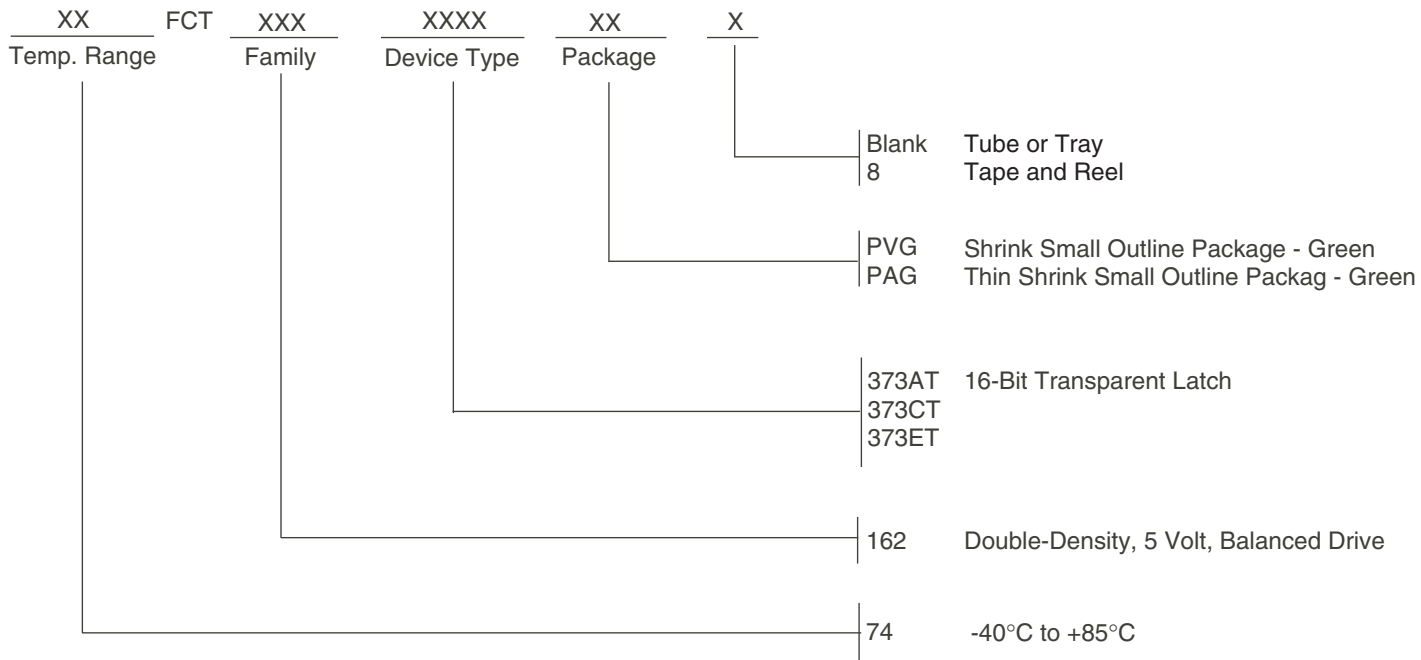 XX FCT XXX XXXX XX X
Temp. Range Family Device Type Package
Blank Tube or Tray
8 Tape and Reel
PVG Shrink Small Outline Package - Green
PAG Thin Shrink Small Outline Packag - Green
373AT 16-Bit Transparent Latch
373CT
373ET
162 Double-Density, 5 Volt, Balanced Drive
74 -40°C to +85°C